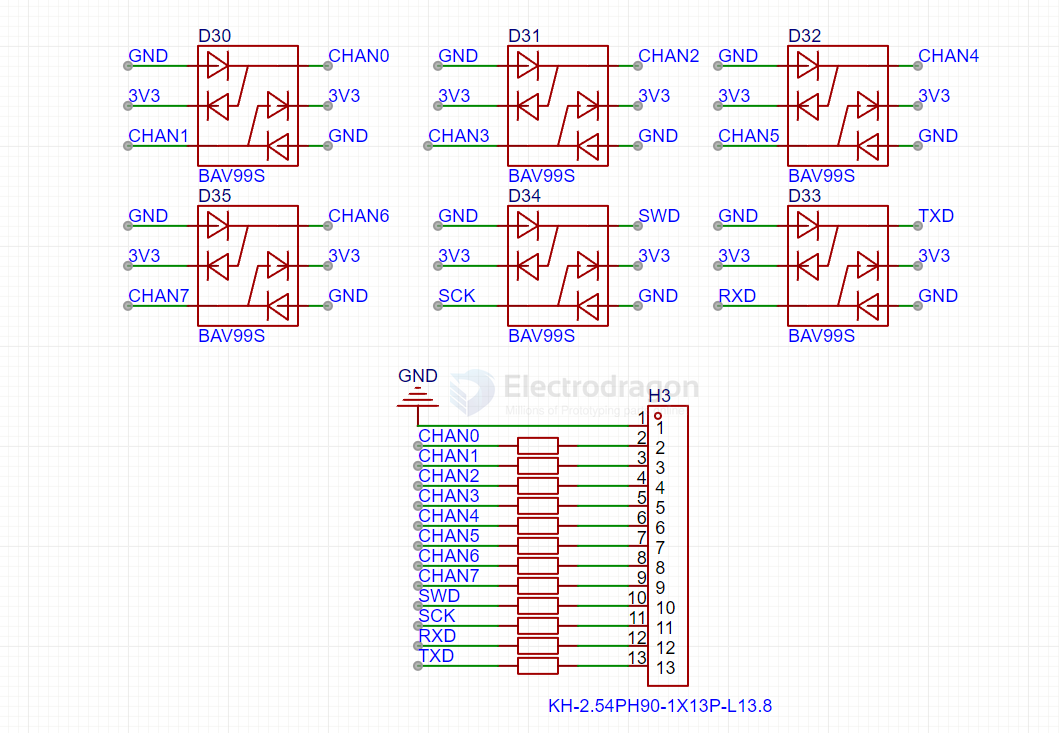 D30 D31 D32
GND CHAN0 GND CHAN2 GND CHAN4
3V3 3V3 3V3 3V3 3V3 3V3
CHAN1 GND CHAN3 GND CHAN5 GND
BAV99S BAV99S BAV99S
D35 D34 D33
GND CHAN6 GND SWD GND TXD
3V3 3V3 3V3 3V3 3V3 3V3
CHAN7 GND SCK GND RXD GND
BAV99S BAV99S BAV99S
GND
Electrodragon
Millions of Prototyping
H3
1 1
CHAN0 2 2
CHAN1 3 3
CHAN2 4 4
CHAN3 5 5
CHAN4 6 6
CHAN5 7 7
CHAN6 8 8
CHAN7 9 9
SWD 10 10
SCK 11 11
RXD 12 12
TXD 13 13
KH-2.54PH90-1X13P-L13.8